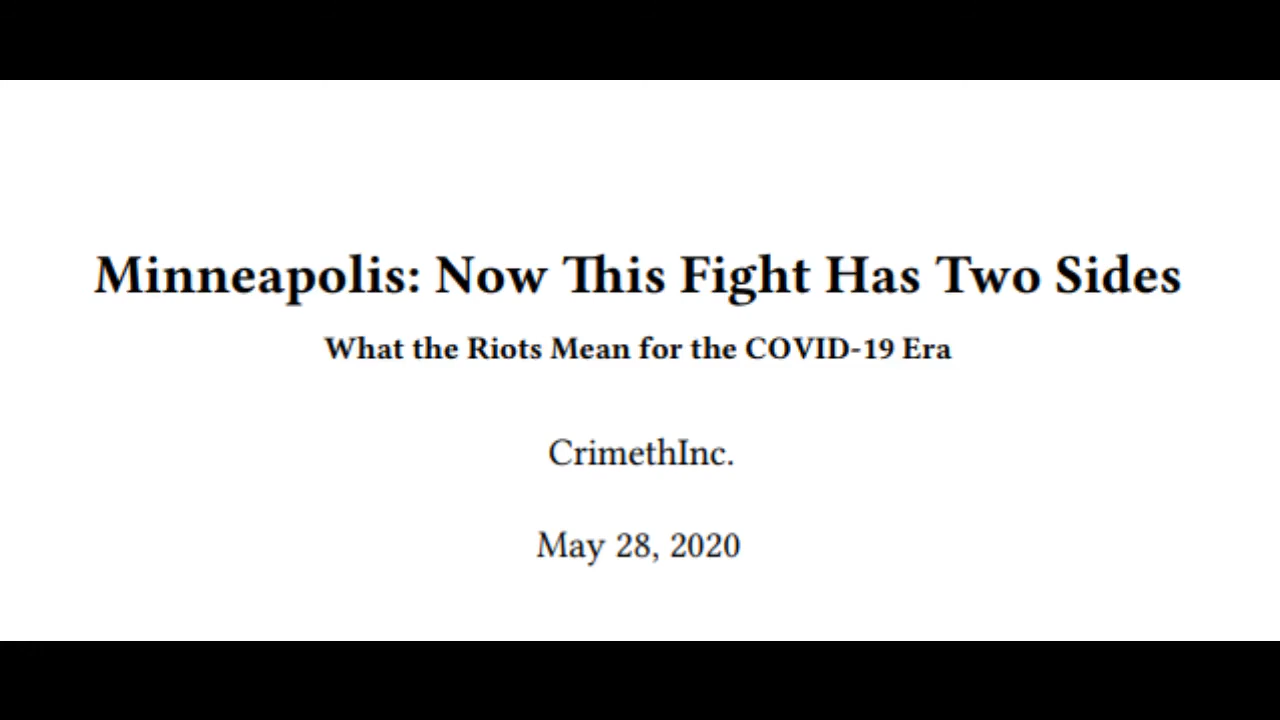 Minneapolis: Now This Fight Has Two Sides
What the Riots Mean for the COVID-19 Era
CrimethInc.
May 28, 2020